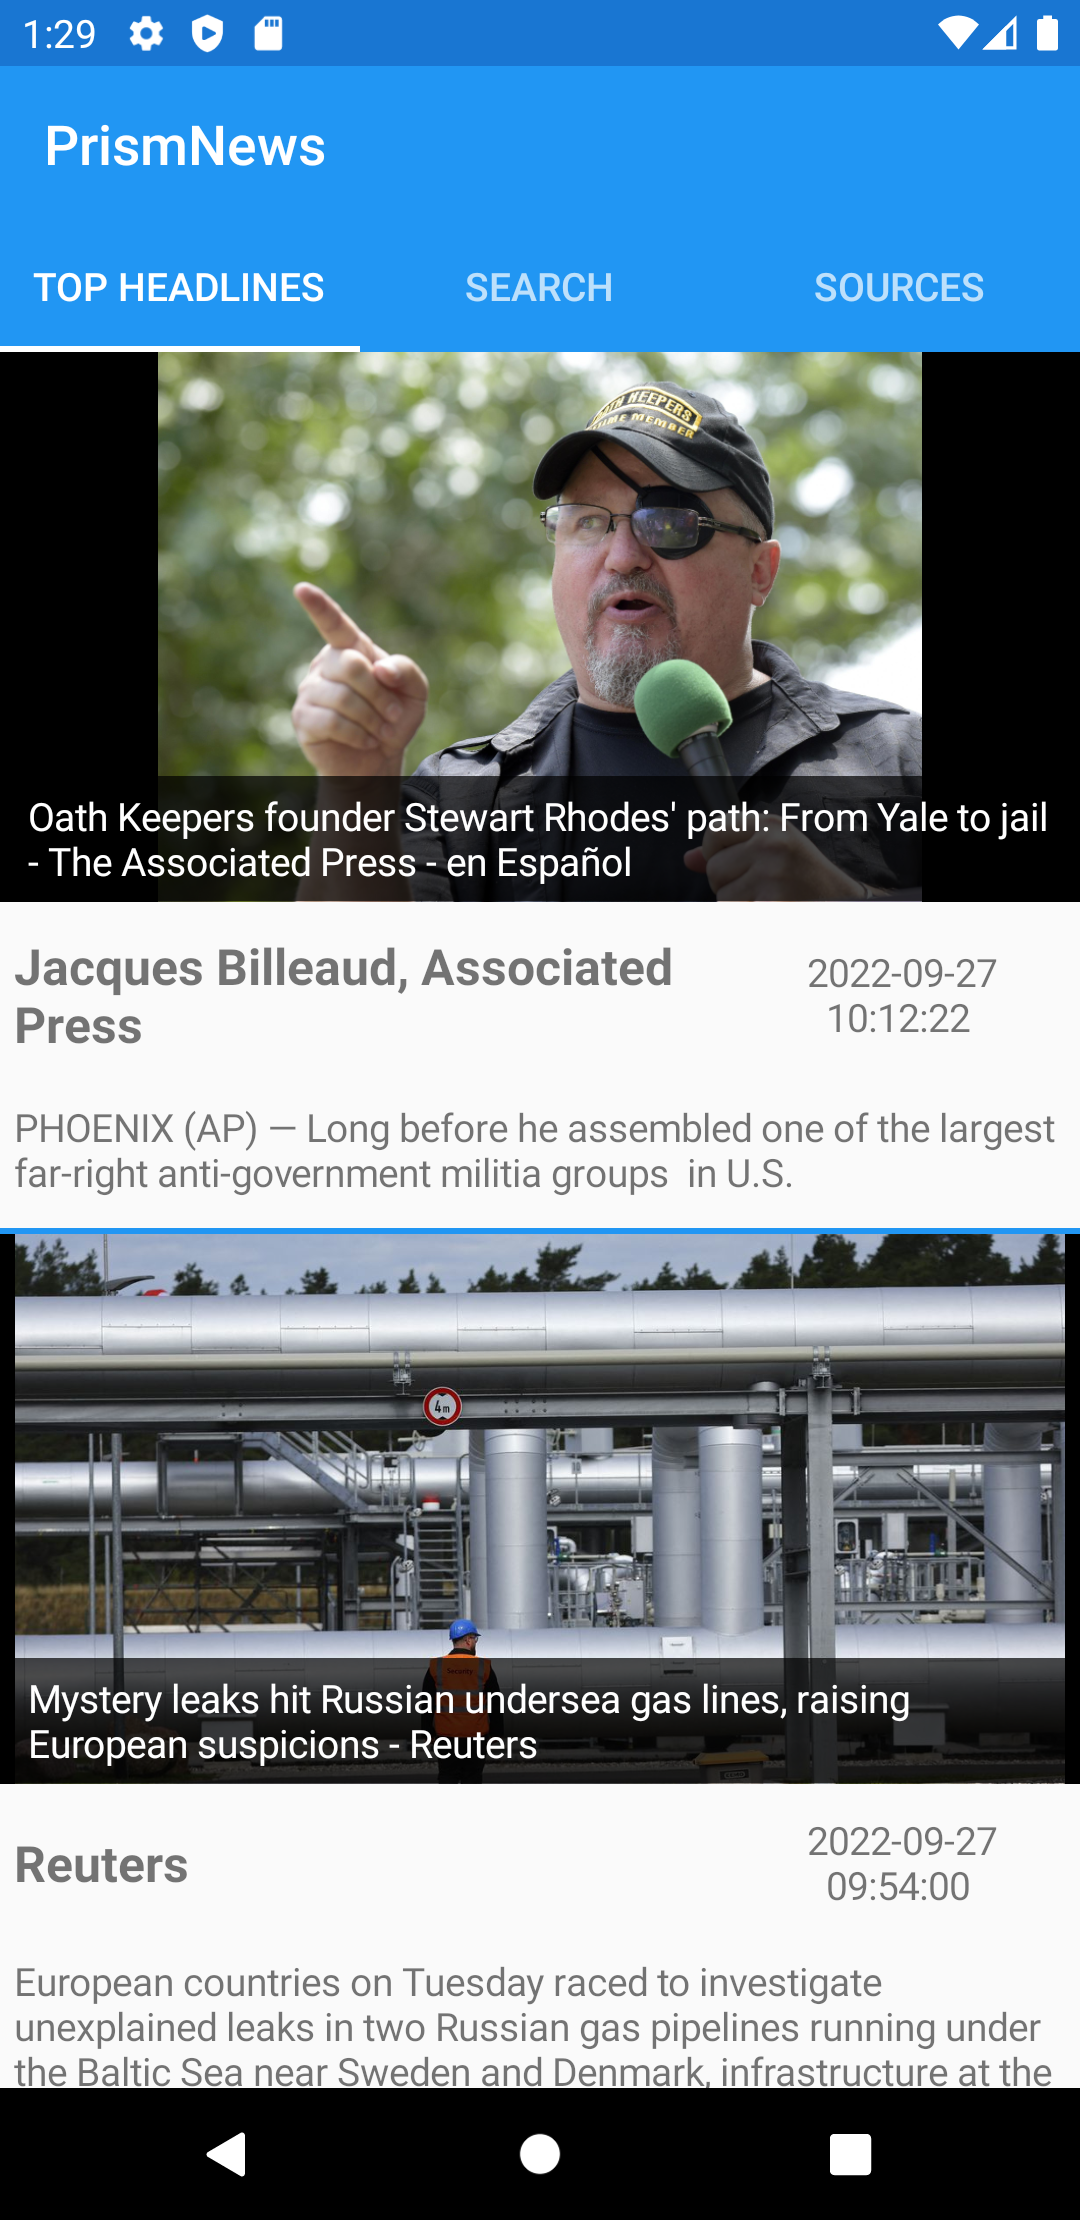 1:29
PrismNews
TOP HEADLINES
SEARCH
SOURCES
OATH KEEPERS
LIFETIME MEMBER
Oath Keepers founder Stewart Rhodes' path: From Yale to jail
- The Associated Press - en Español
Jacques Billeaud, Associated
Press
2022-09-27
10:12:22
PHOENIX (AP) — Long before he assembled one of the largest
far-right anti-government militia groups  in U.S.
4m
Security
Mystery leaks hit Russian undersea gas lines, raising
European suspicions - Reuters
Reuters
2022-09-27
09:54:00
European countries on Tuesday raced to investigate
unexplained leaks in two Russian gas pipelines running under
the Baltic Sea near Sweden and Denmark, infrastructure at the